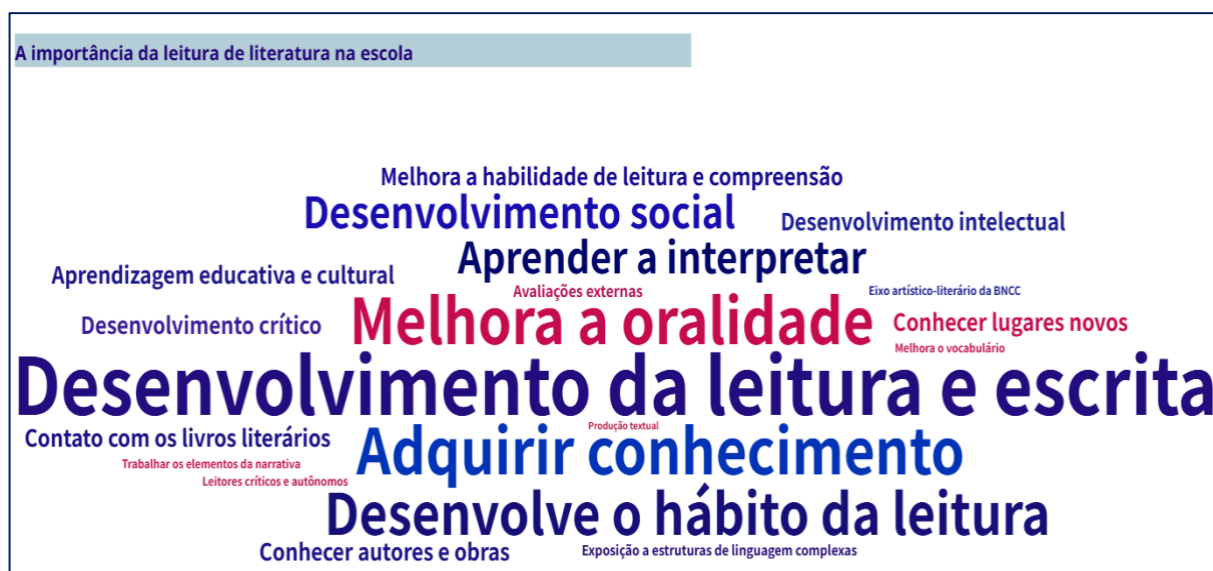 A importância da leitura de literatura na escola
Melhora a habilidade de leitura e compreensão
Desenvolvimento social
Desenvolvimento intelectual
Aprender a interpretar
Aprendizagem educativa e cultural
Avaliações externas
Eixo artístico-literário da BNCC
Melhora a oralidade
Conhecer lugares novos
Desenvolvimento crítico
Melhora o vocabulário
Desenvolvimento da leitura e escrita
Produção textual
Contato com os livros literários
Adquirir conhecimento
Trabalhar os elementos da narrativa
Leitores críticos e autônomos
Desenvolve o hábito da leitura
Conhecer autores e obras
Exposição a estruturas de linguagem complexas